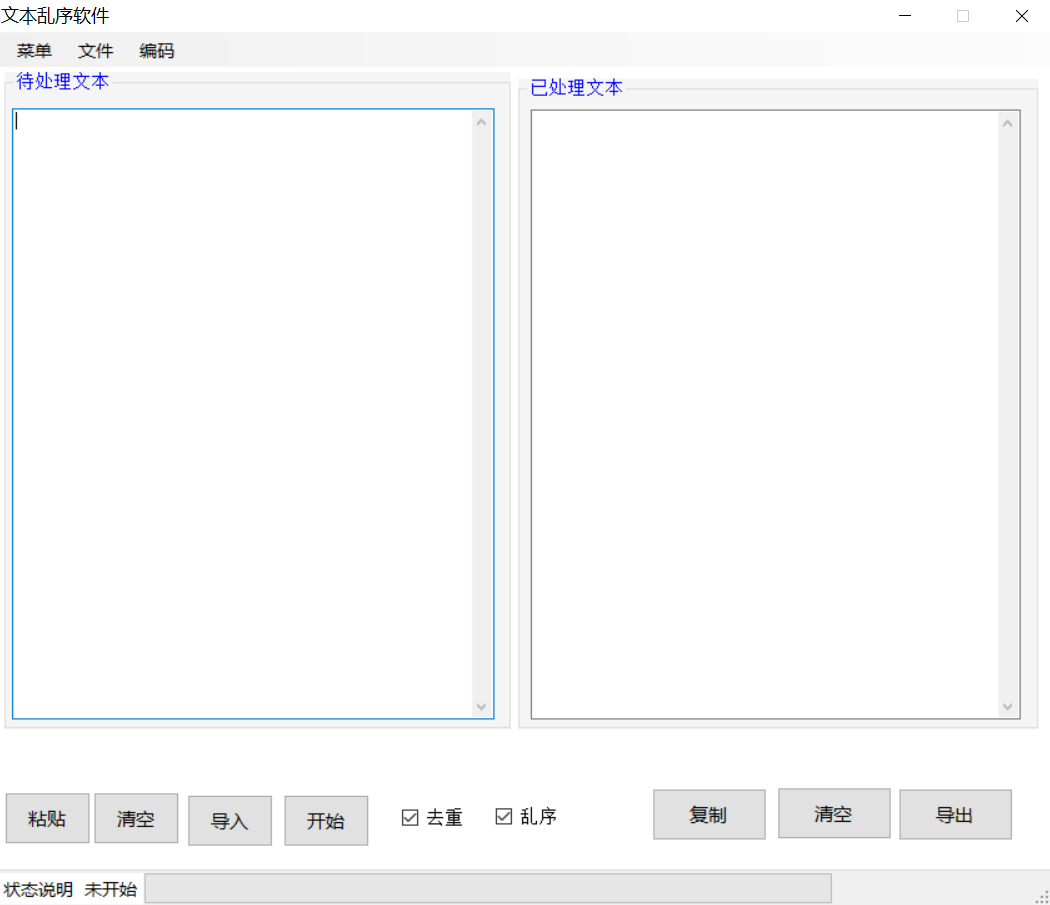 文本乱序软件
菜单 文件 编码
待处理文本
已处理文本
粘贴 清空 导入 开始 去重 乱序 复制 清空 导出
状态说明 未开始